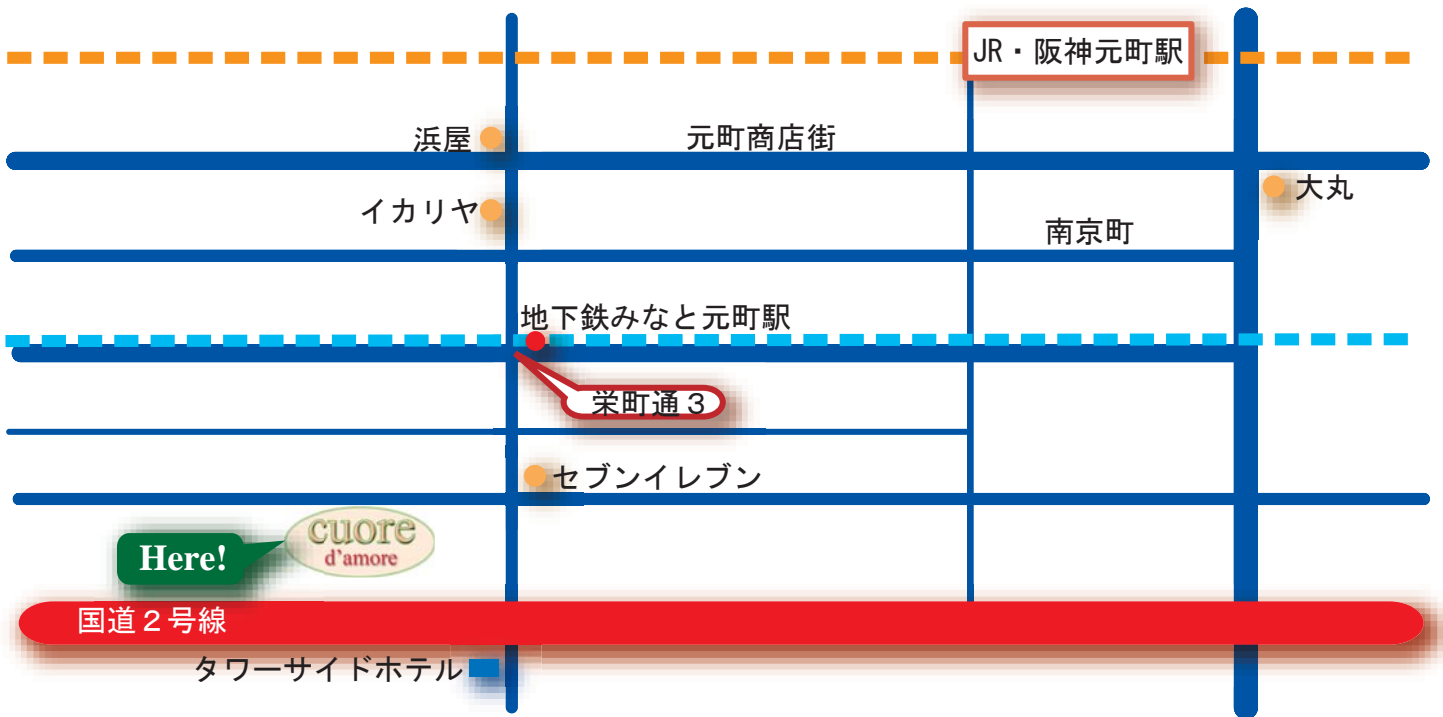 JR・阪神元町駅
浜屋
元町商店街
大丸
イカリヤ
南京町
地下鉄みなと元町駅
栄町通３
セブンイレブン
cuore
d'amore
Here!
国道２号線
タワーサイドホテル